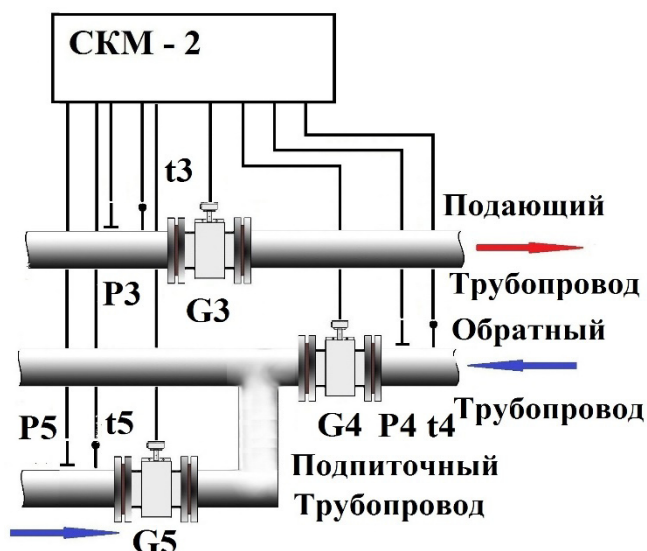 СКМ - 2
t3
Подающий
P3
G3
Трубопровод
Обратный
P5
t5
G4
P4
t4
Трубопровод
Подпиточный
Трубопровод
G5